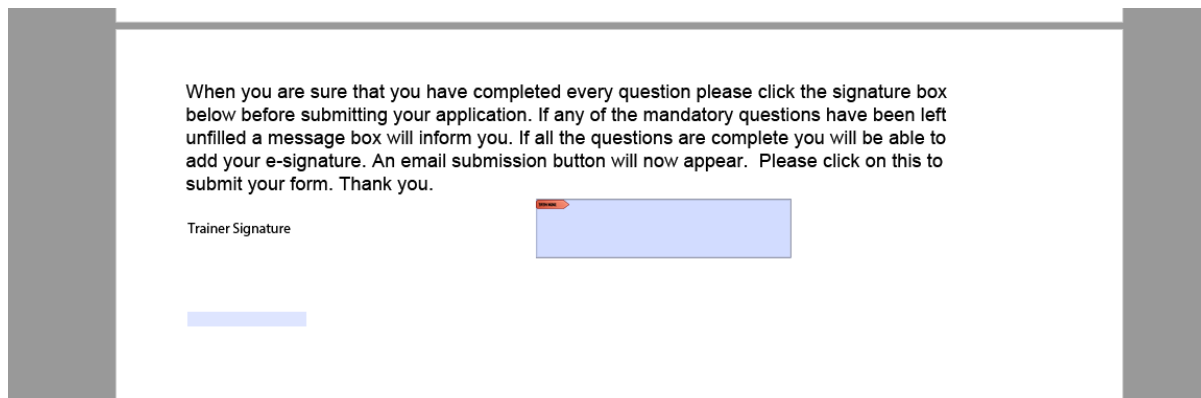 When you are sure that you have completed every question please click the signature box
below before submitting your application. If any of the mandatory questions have been left
unfilled a message box will inform you. If all the questions are complete you will be able to
add your e-signature. An email submission button will now appear.  Please click on this to
submit your form. Thank you.
Trainer Signature